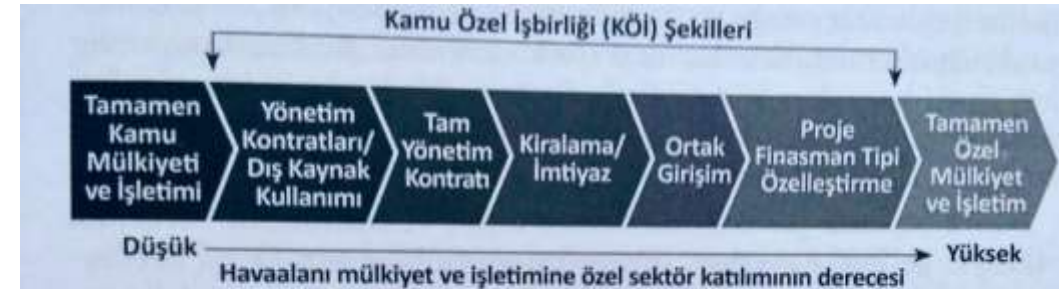 Kamu Özel İşbirliği (KÖİ) Şekilleri
Tamamen
Kamu
Mülkiyeti
ve İşletimi
Yönetim
Kontratları/
Dış Kaynak
Kullanımı
Tam
Yönetim
Kontratı
Kiralama/
İmtiyaz
Ortak
Girişim
Proje
Finasman Tipi
Özelleştirme
Tamamen
Özel
Mülkiyet
ve İşletim
Düşük
Yüksek
Havaalanı mülkiyet ve işletimine özel sektör katılımının derecesi